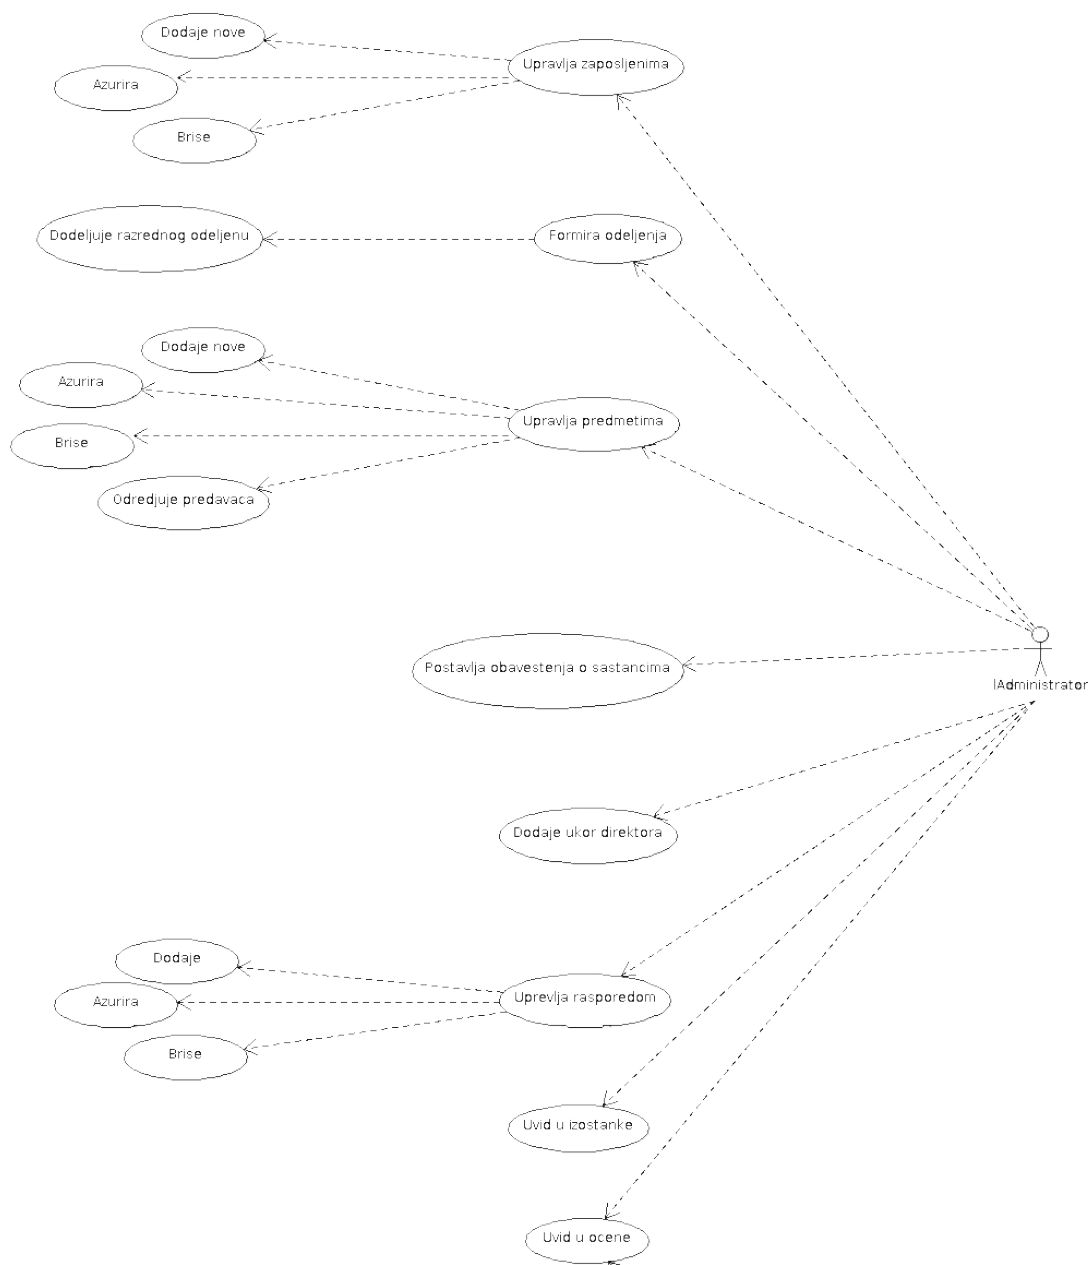 Dodaje nove
Upravlja zaposljenima
Azurira
Brise
Dodeljuje razrednog odeljenu
Formira odeljenja
Dodaje nove
Azurira
Upravlja predmetima
Brise
Odredjuje predavaca
Postavlja obavestenja o sastancima
IAdministrator
Dodaje ukor direktora
Dodaje
Azurira
Uprevlja rasporedom
Brise
Uvid u izostanke
Uvid u ocene